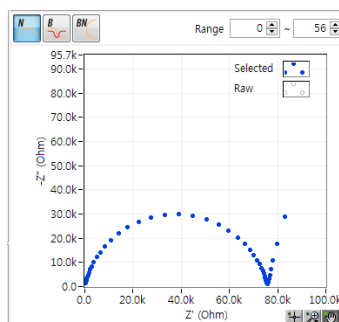 N B BN Range 0 ~ 56
95.7k
90.0k
80.0k
70.0k
60.0k
50.0k
40.0k
30.0k
20.0k
10.0k
0.0
-Z" (Ohm)
Selected
Raw
0.0 20.0k 40.0k 60.0k 80.0k 100.0k
Z' (Ohm)